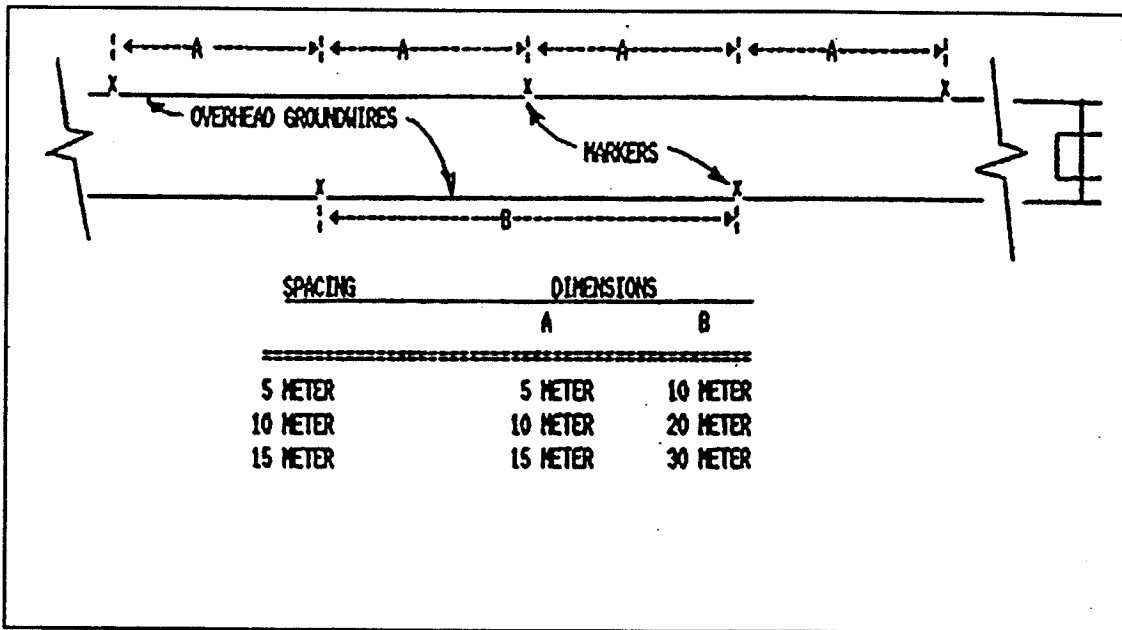 A A A A
X X X
OVERHEAD GROUNDWIRES
MARKERS
X X
B
SPACING DIMENSIONS
A B
5 METER 5 METER 10 METER
10 METER 10 METER 20 METER
15 METER 15 METER 30 METER